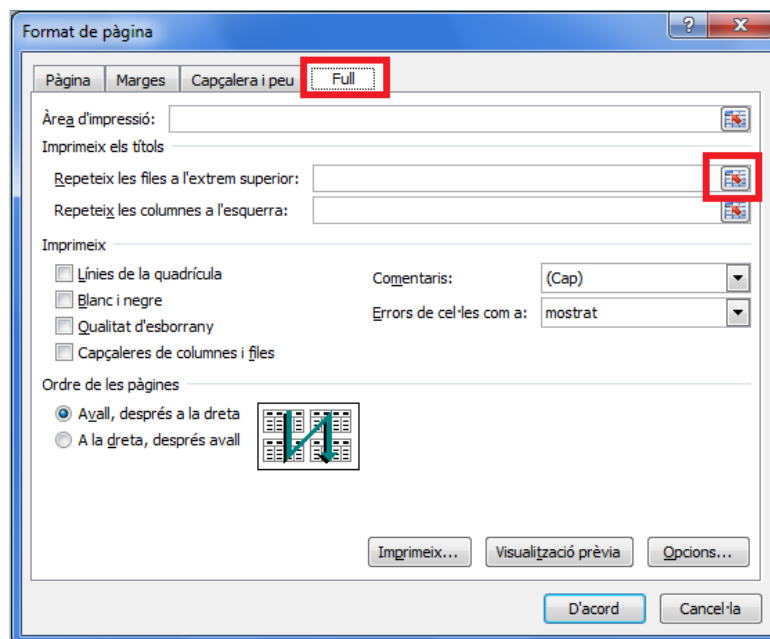 Format de pàgina
Pàgina Marges Capçalera i peu Full
Àrea d'impressió:
Imprimeix els títols
Repeteix les files a l'extrem superior:
Repeteix les columnes a l'esquerra:
Imprimeix
Línies de la quadrícula
Comentaris: (Cap)
Blanc i negre
Errors de cel·les com a: mostrat
Qualitat d'esborrany
Capçaleres de columnes i files
Ordre de les pàgines
Avall, després a la dreta
A la dreta, després avall
Imprimeix... Visualització prèvia Opcions...
D'acord Cancel·la